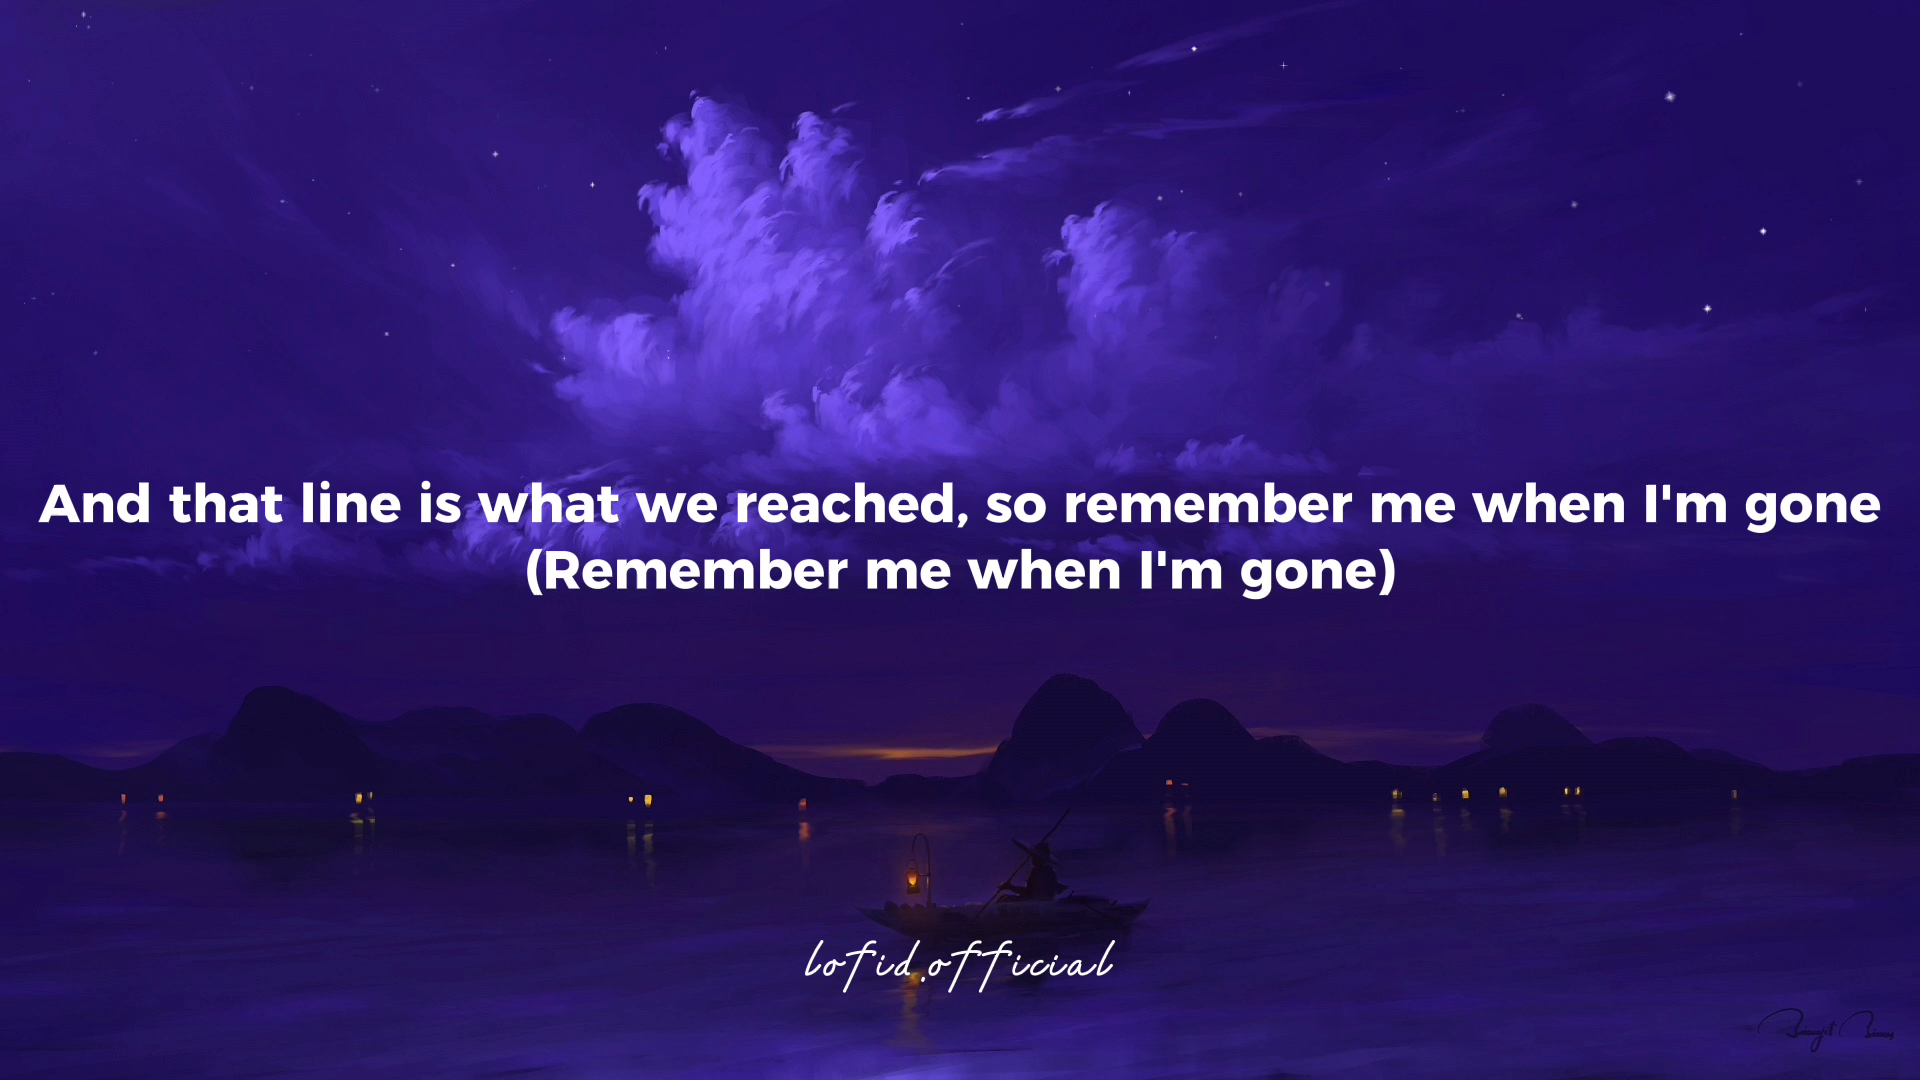 And that line is what we reached, so remember me when I'm gone
(Remember me when I'm gone)
lofid.official